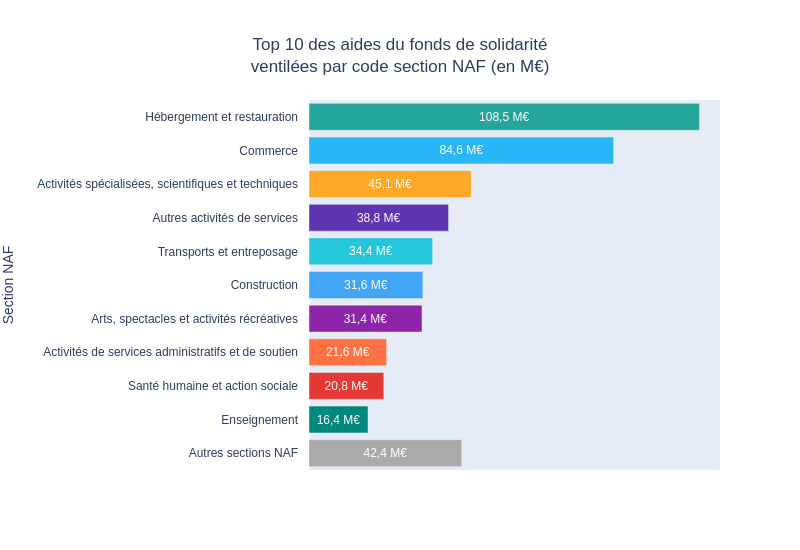 Top 10 des aides du fonds de solidarité
ventilées par code section NAF (en M€)
Section NAF
Hébergement et restauration 108,5 M€
Commerce 84,6 M€
Activités spécialisées, scientifiques et techniques 45,1 M€
Autres activités de services 38,8 M€
Transports et entreposage 34,4 M€
Construction 31,6 M€
Arts, spectacles et activités récréatives 31,4 M€
Activités de services administratifs et de soutien 21,6 M€
Santé humaine et action sociale 20,8 M€
Enseignement 16,4 M€
Autres sections NAF 42,4 M€